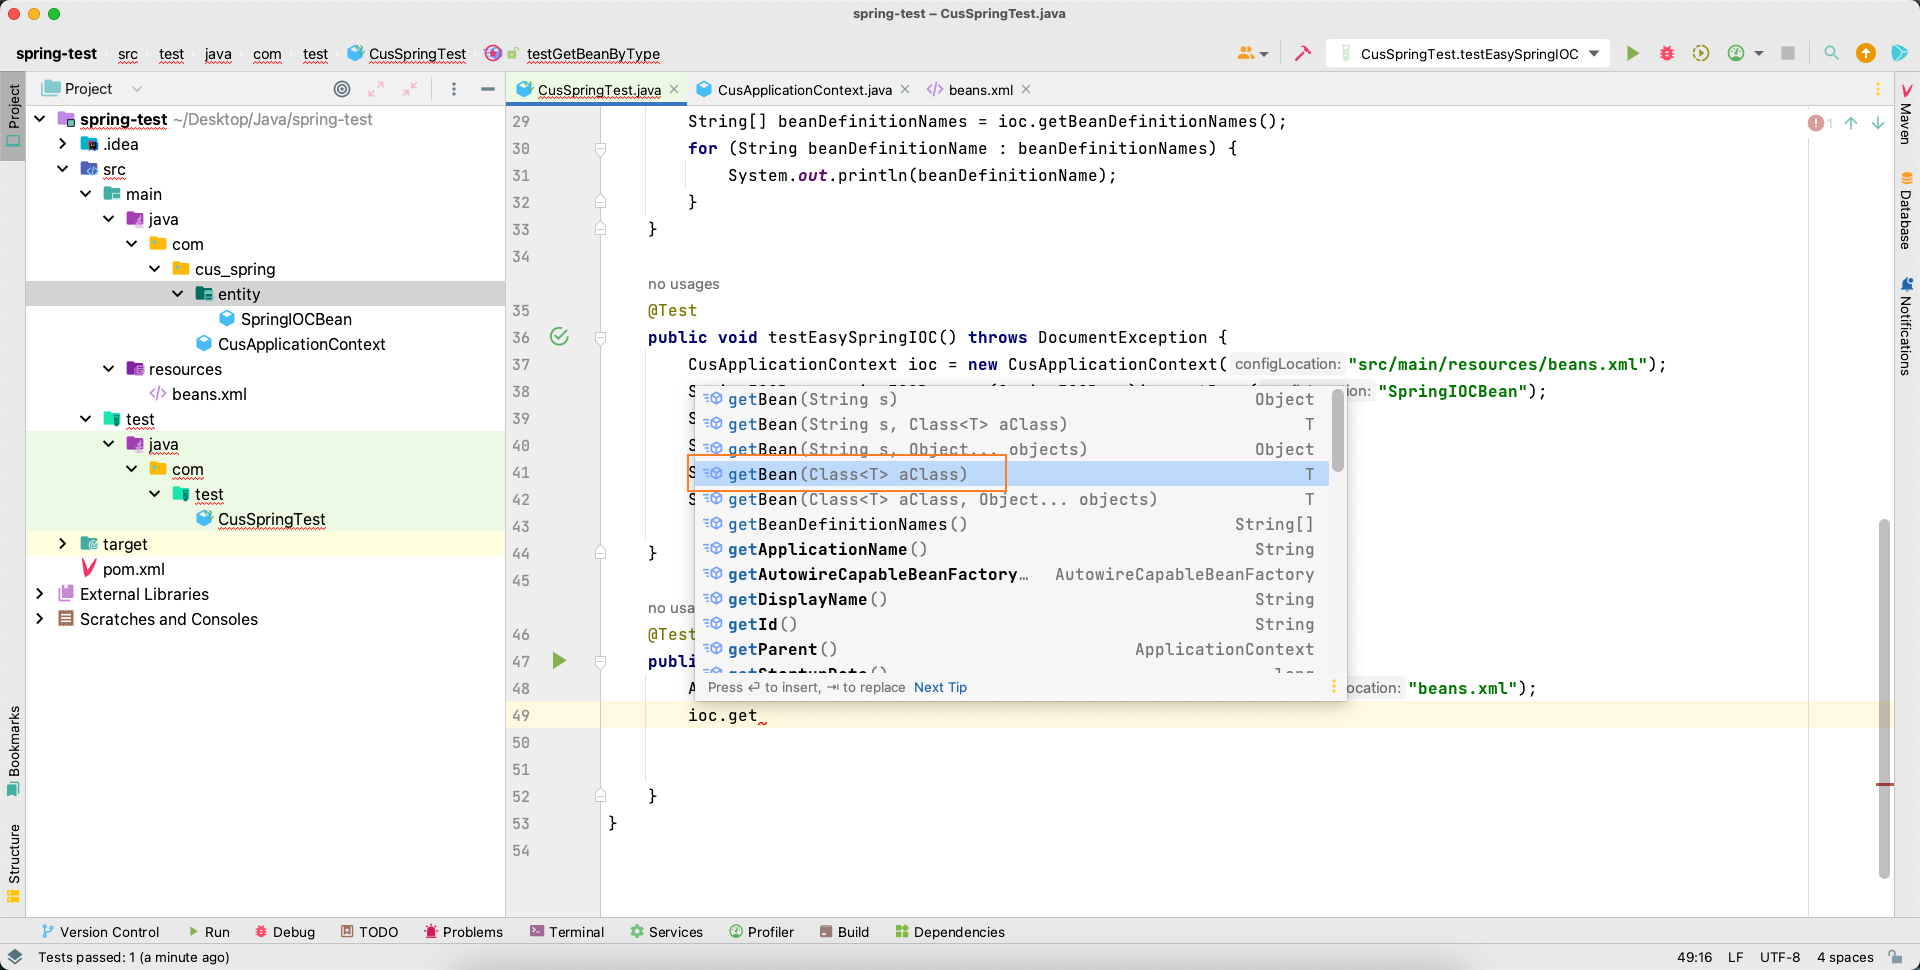 spring-test – CusSpringTest.java
spring-test src test java com test CusSpringTest testGetBeanByType
CusSpringTest.testEasySpringIOC
Project
CusSpringTest.java CusApplicationContext.java beans.xml
Project
Bookmarks
Structure
spring-test ~/Desktop/Java/spring-test
.idea
src
main
java
com
cus_spring
entity
SpringIOCBean
CusApplicationContext
resources
beans.xml
test
java
com
test
CusSpringTest
target
pom.xml
External Libraries
Scratches and Consoles
29 String[] beanDefinitionNames = ioc.getBeanDefinitionNames();
30 for (String beanDefinitionName : beanDefinitionNames) {
31 System.out.println(beanDefinitionName);
32 }
33 }
34
no usages
35 @Test
36 public void testEasySpringIOC() throws DocumentException {
37 CusApplicationContext ioc = new CusApplicationContext( configLocation: "src/main/resources/beans.xml");
38 ion: "SpringIOCBean");
39 S
40 S
41 S
42 S
43
44 }
45
no usa
46 @Test
47 publi
48 A ocation: "beans.xml");
49 ioc.get
50
51
52 }
53 }
54
getBean(String s) Object
getBean(String s, Class<T> aClass) T
getBean(String s, Object... objects) Object
getBean(Class<T> aClass) T
getBean(Class<T> aClass, Object... objects) T
getBeanDefinitionNames() String[]
getApplicationName() String
getAutowireCapableBeanFactory… AutowireCapableBeanFactory
getDisplayName() String
getId() String
getParent() ApplicationContext
getStartupDate() long
Press ↵ to insert, ⇥ to replace Next Tip
1
Maven
Database
Notifications
Version Control Run Debug TODO Problems Terminal Services Profiler Build Dependencies
Tests passed: 1 (a minute ago) 49:16 LF UTF-8 4 spaces